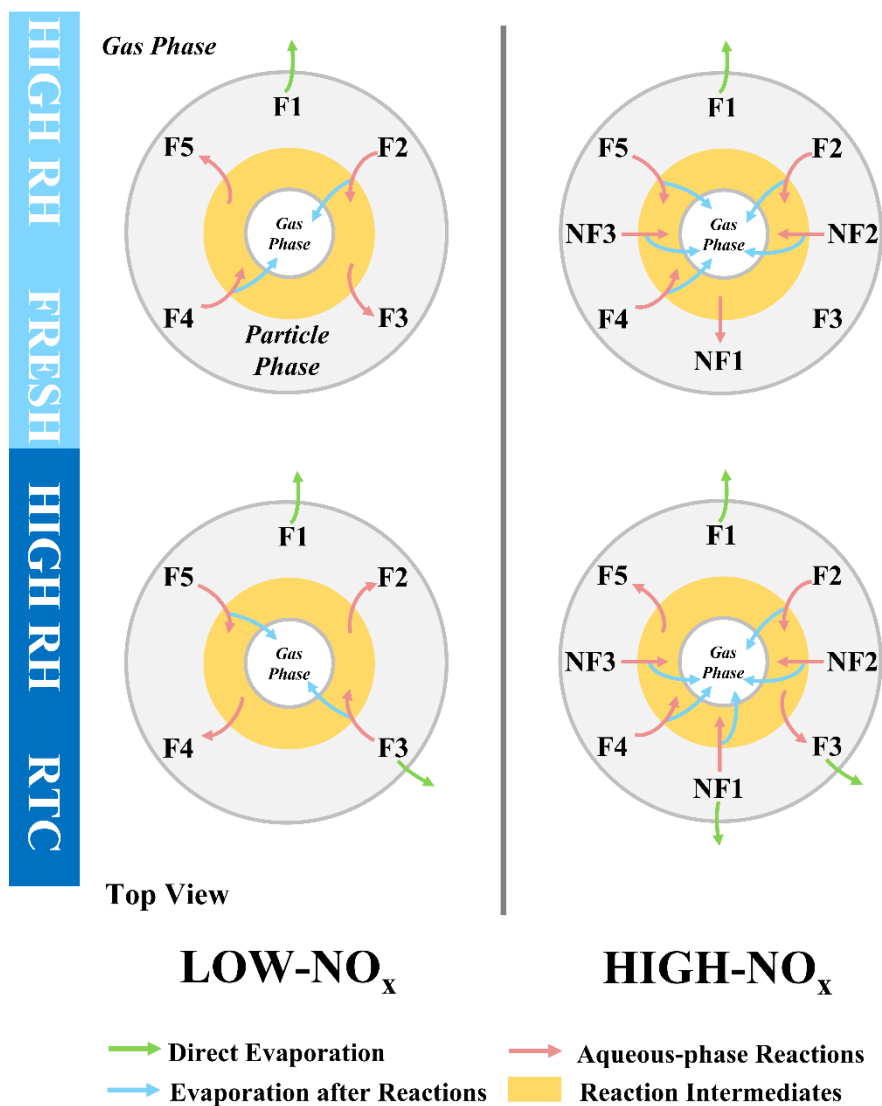 HIGH RH FRESH
HIGH RH RTC
Gas Phase
F1
F5
F2
Gas
Phase
F4
F3
Particle
Phase
F1
F5
F2
NF3
Gas
Phase
NF2
F4
F3
NF1
F1
F5
F2
Gas
Phase
F4
F3
F1
F5
F2
NF3
Gas
Phase
NF2
F4
F3
NF1
Top View
LOW-NOx
HIGH-NOx
Direct Evaporation
Aqueous-phase Reactions
Evaporation after Reactions
Reaction Intermediates